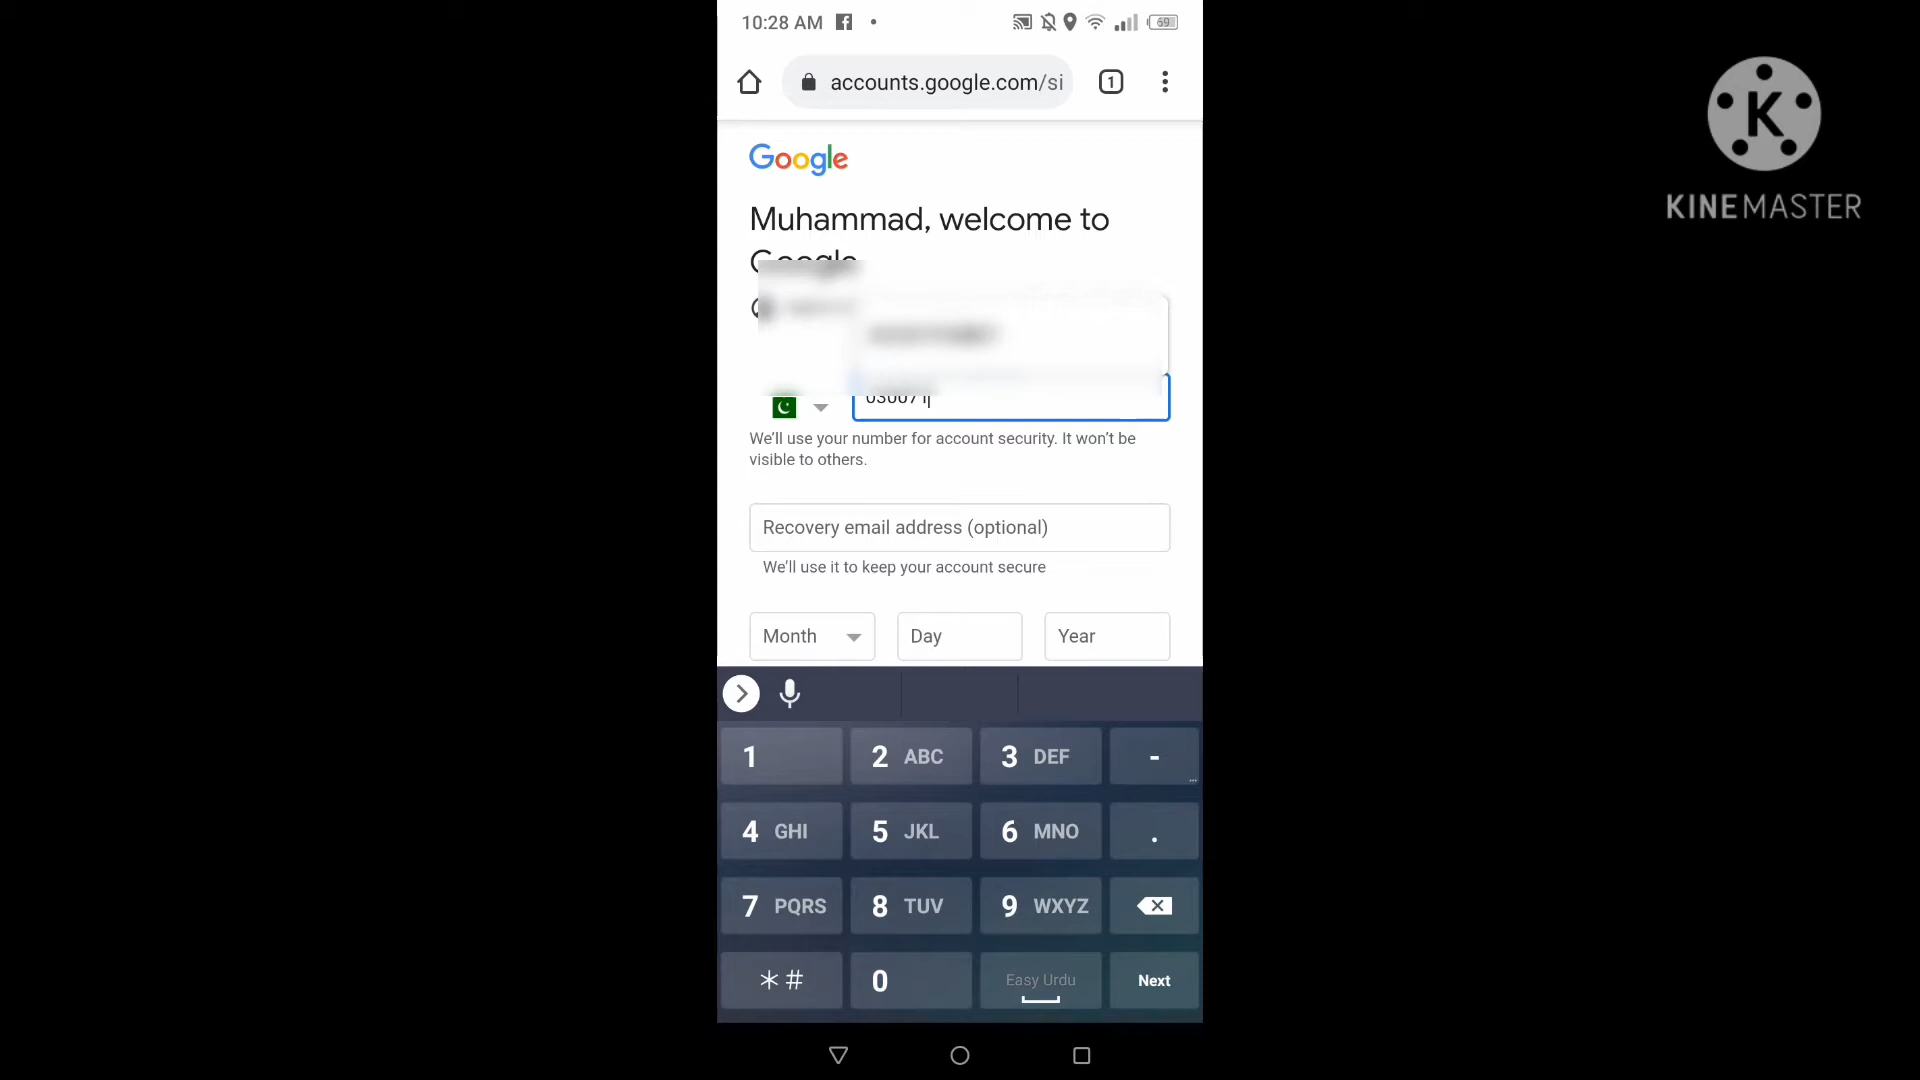 10:28 AM
69
accounts.google.com/si
1
Google
Muhammad, welcome to
Google
030071
We'll use your number for account security. It won't be
visible to others.
Recovery email address (optional)
We'll use it to keep your account secure
Month Day Year
1 2 ABC 3 DEF -
4 GHI 5 JKL 6 MNO .
7 PQRS 8 TUV 9 WXYZ
*# 0 Easy Urdu Next
K
KINEMASTER